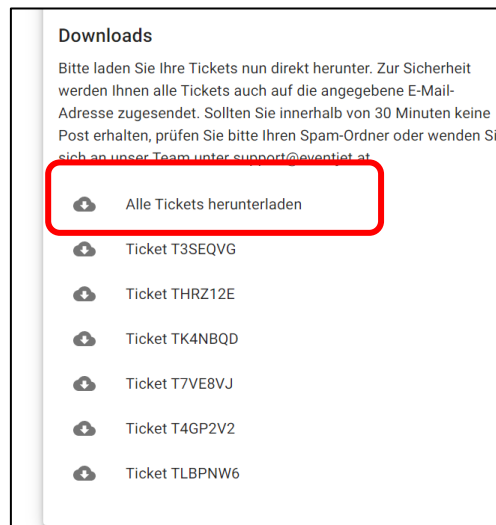 Downloads
Bitte laden Sie Ihre Tickets nun direkt herunter. Zur Sicherheit
werden Ihnen alle Tickets auch auf die angegebene E-Mail-
Adresse zugesendet. Sollten Sie innerhalb von 30 Minuten keine
Post erhalten, prüfen Sie bitte Ihren Spam-Ordner oder wenden Si
sich an unser Team unter support@eventjet.at
Alle Tickets herunterladen
Ticket T3SEQVG
Ticket THRZ12E
Ticket TK4NBQD
Ticket T7VE8VJ
Ticket T4GP2V2
Ticket TLBPNW6